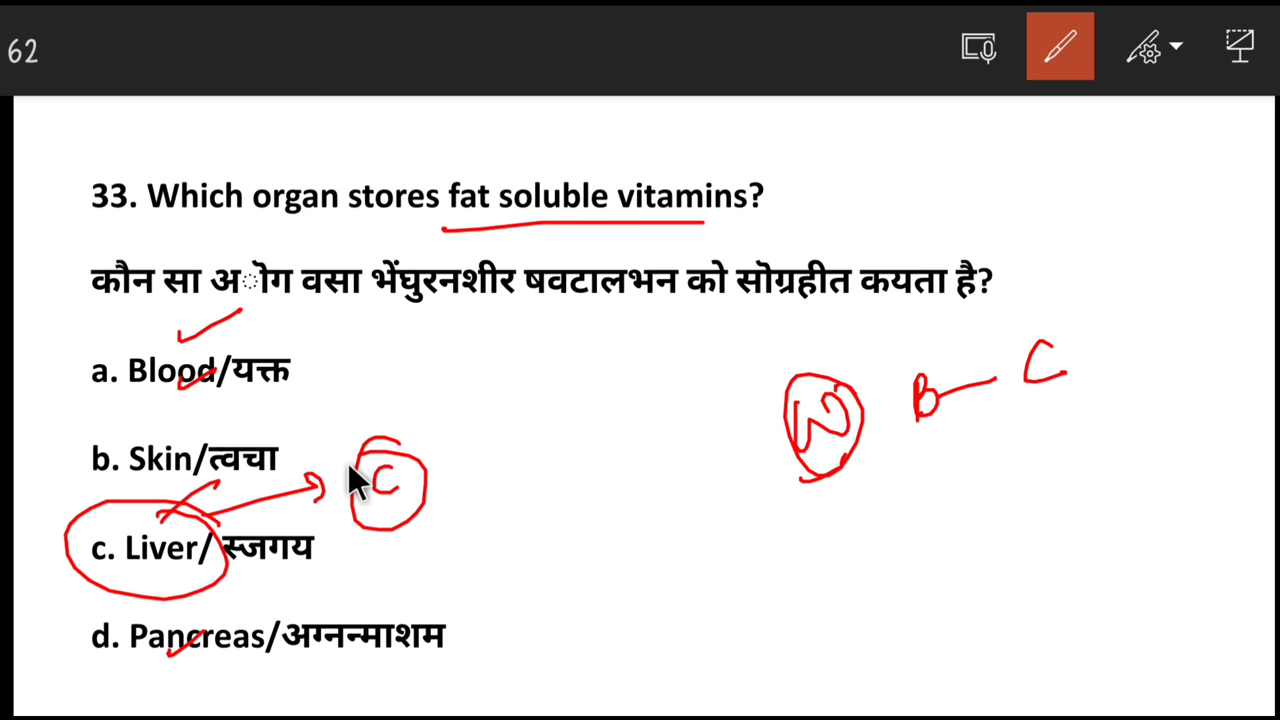 62
33. Which organ stores fat soluble vitamins?
कौन सा अॊग वसा भेंघुरनशीर षवटालभन को सॊग्रहीत कयता है?
a. Blood/यक्त
b. Skin/त्वचा
C
W B C
c. Liver/ स्जगय
d. Pancreas/अग्नन्माशम